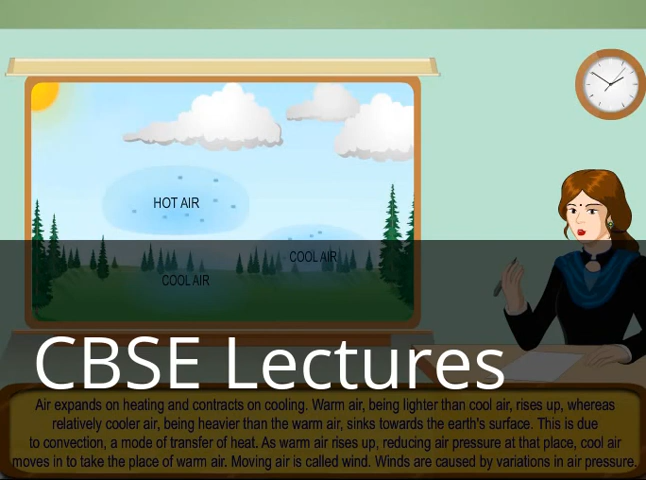 HOT AIR
COOL AIR
COOL AIR
CBSE Lectures
Air expands on heating and contracts on cooling. Warm air, being lighter than cool air, rises up, whereas
relatively cooler air, being heavier than the warm air, sinks towards the earth's surface. This is due
to convection, a mode of transfer of heat. As warm air rises up, reducing air pressure at that place, cool air
moves in to take the place of warm air. Moving air is called wind. Winds are caused by variations in air pressure.